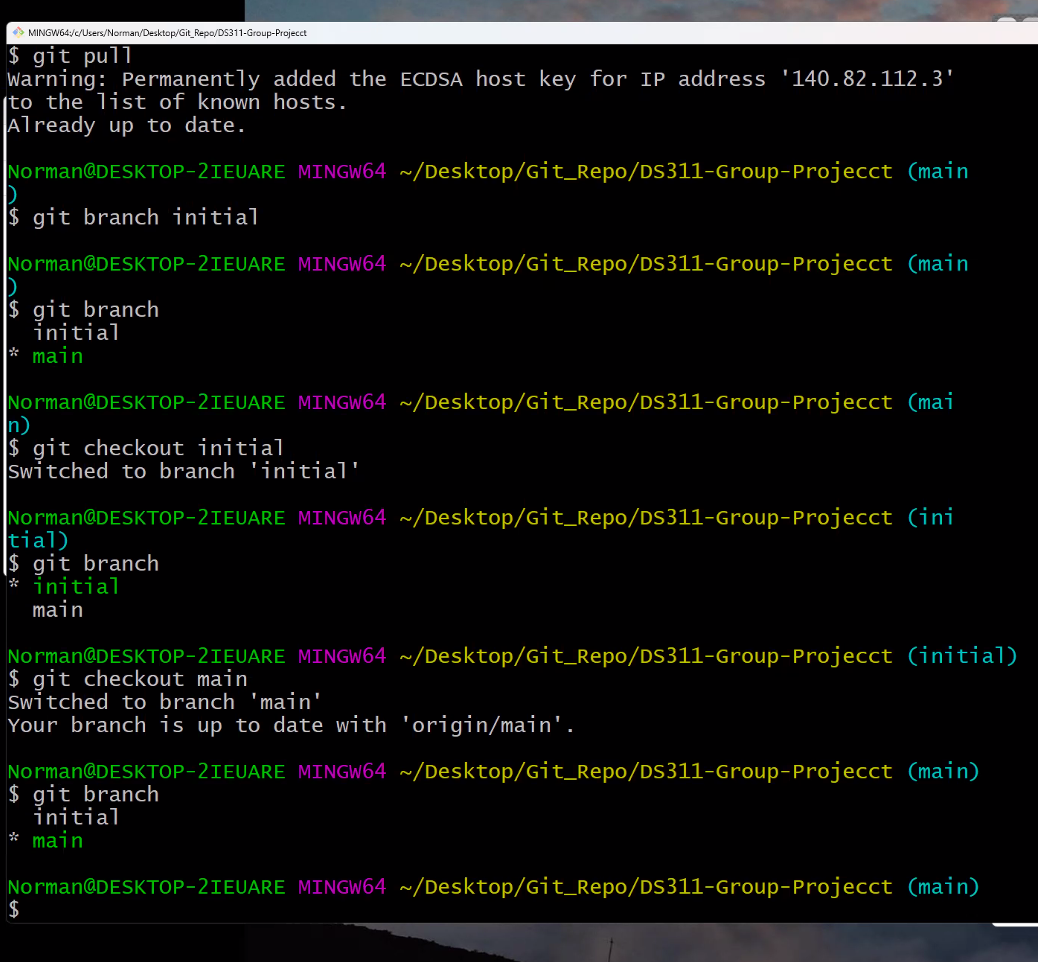 MINGW64:/c/Users/Norman/Desktop/Git_Repo/DS311-Group-Projecct
$ git pull
Warning: Permanently added the ECDSA host key for IP address '140.82.112.3'
to the list of known hosts.
Already up to date.
Norman@DESKTOP-2IEUARE MINGW64 ~/Desktop/Git_Repo/DS311-Group-Projecct (main
)
$ git branch initial
Norman@DESKTOP-2IEUARE MINGW64 ~/Desktop/Git_Repo/DS311-Group-Projecct (main
)
$ git branch
  initial
* main
Norman@DESKTOP-2IEUARE MINGW64 ~/Desktop/Git_Repo/DS311-Group-Projecct (mai
n)
$ git checkout initial
Switched to branch 'initial'
Norman@DESKTOP-2IEUARE MINGW64 ~/Desktop/Git_Repo/DS311-Group-Projecct (ini
tial)
$ git branch
* initial
  main
Norman@DESKTOP-2IEUARE MINGW64 ~/Desktop/Git_Repo/DS311-Group-Projecct (initial)
$ git checkout main
Switched to branch 'main'
Your branch is up to date with 'origin/main'.
Norman@DESKTOP-2IEUARE MINGW64 ~/Desktop/Git_Repo/DS311-Group-Projecct (main)
$ git branch
  initial
* main
Norman@DESKTOP-2IEUARE MINGW64 ~/Desktop/Git_Repo/DS311-Group-Projecct (main)
$